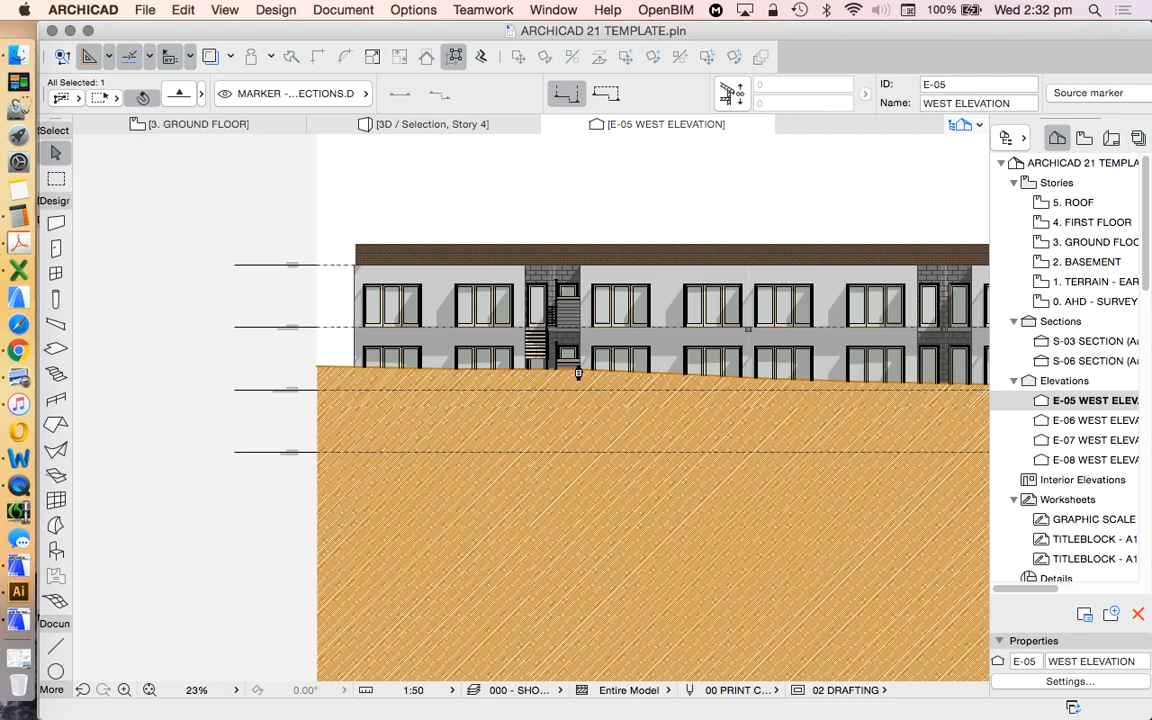 ARCHICAD File Edit View Design Document Options Teamwork Window Help OpenBIM 100% Wed 2:32 pm
ARCHICAD 21 TEMPLATE.pln
All Selected: 1
MARKER -...ECTIONS.D
0
0
ID: E-05
Name: WEST ELEVATION
Source marker
[3. GROUND FLOOR]
[3D / Selection, Story 4]
[E-05 WEST ELEVATION]
Select
Design
Docun
More
ARCHICAD 21 TEMPLA
Stories
5. ROOF
4. FIRST FLOOR
3. GROUND FLOO
2. BASEMENT
1. TERRAIN - EAR
0. AHD - SURVEY
Sections
S-03 SECTION (Au
S-06 SECTION (Au
Elevations
E-05 WEST ELEV
E-06 WEST ELEVA
E-07 WEST ELEVA
E-08 WEST ELEVA
Interior Elevations
Worksheets
GRAPHIC SCALE
TITLEBLOCK - A1
TITLEBLOCK - A1
Details
Properties
E-05 WEST ELEVATION
Settings...
23% 0.00° 1:50 000 - SHO... Entire Model 00 PRINT C... 02 DRAFTING